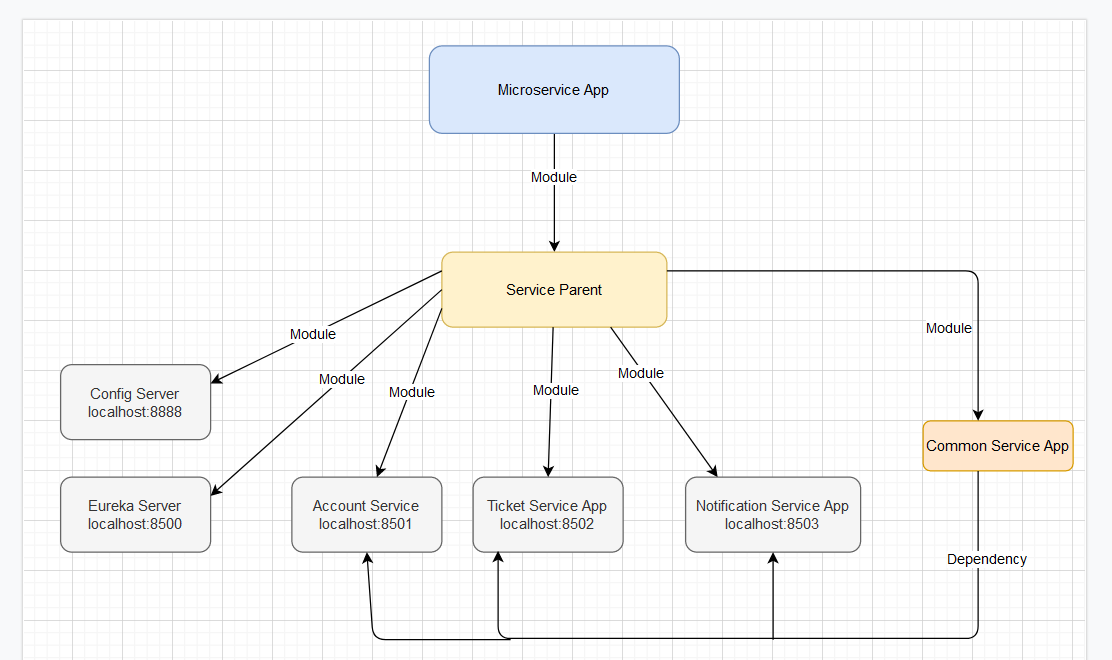 Microservice App
Module
Service Parent
Module
Module
Module
Module
Module
Module
Config Server
localhost:8888
Common Service App
Eureka Server
localhost:8500
Account Service
localhost:8501
Ticket Service App
localhost:8502
Notification Service App
localhost:8503
Dependency